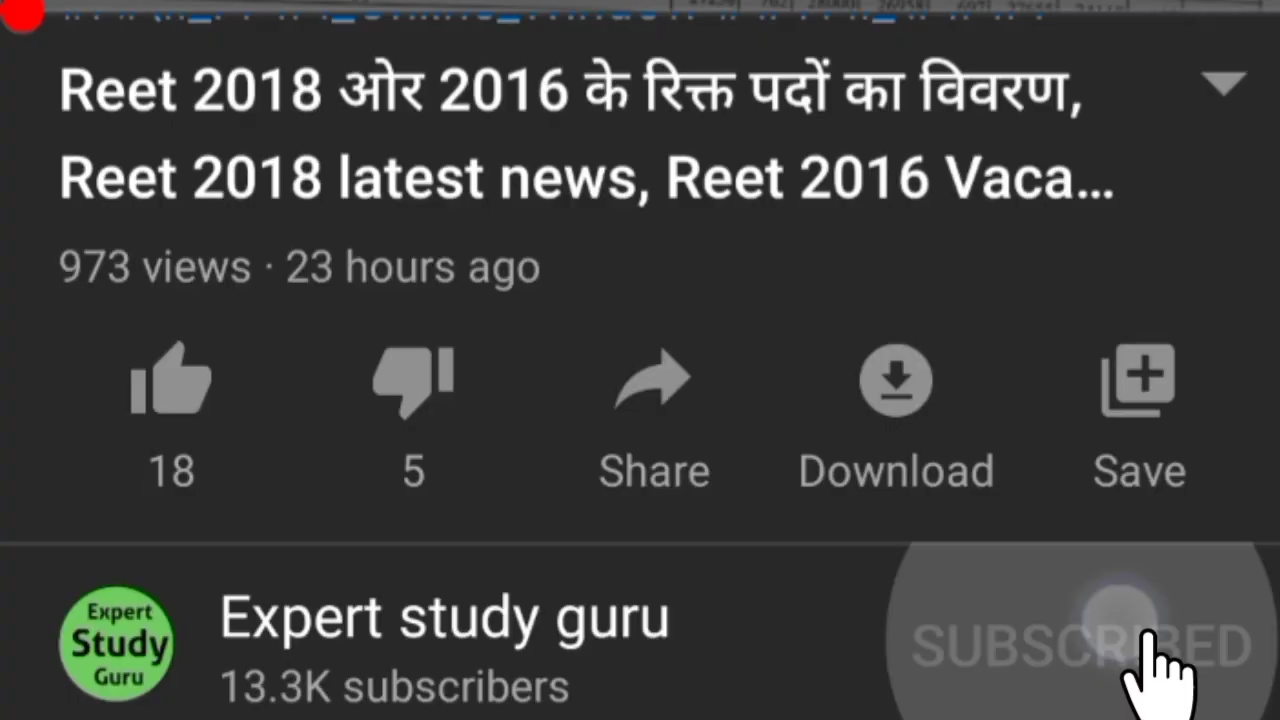 Reet 2018 ओर 2016 के रिक्त पदों का विवरण,
Reet 2018 latest news, Reet 2016 Vaca...
973 views · 23 hours ago
18 5 Share Download Save
Expert
Study
Guru
Expert study guru
13.3K subscribers
SUBSCRIBED